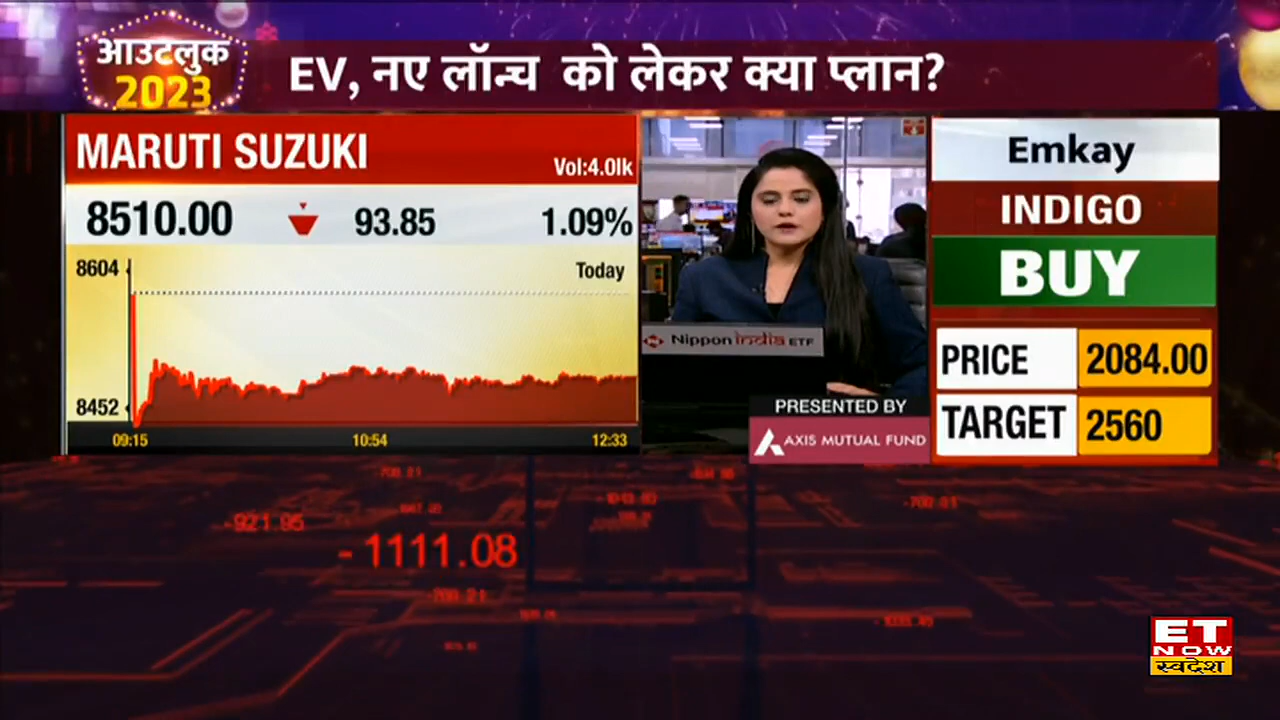 आउटलुक
2023
EV, नए लॉन्च को लेकर क्या प्लान?
MARUTI SUZUKI
Vol:4.0lk
8510.00 93.85 1.09%
8604
Today
8452
09:15 10:54 12:33
Nippon india ETF
PRESENTED BY
AXIS MUTUAL FUND
Emkay
INDIGO
BUY
PRICE 2084.00
TARGET 2560
-921.95
- 1111.08
ET
NOW
स्वदेश